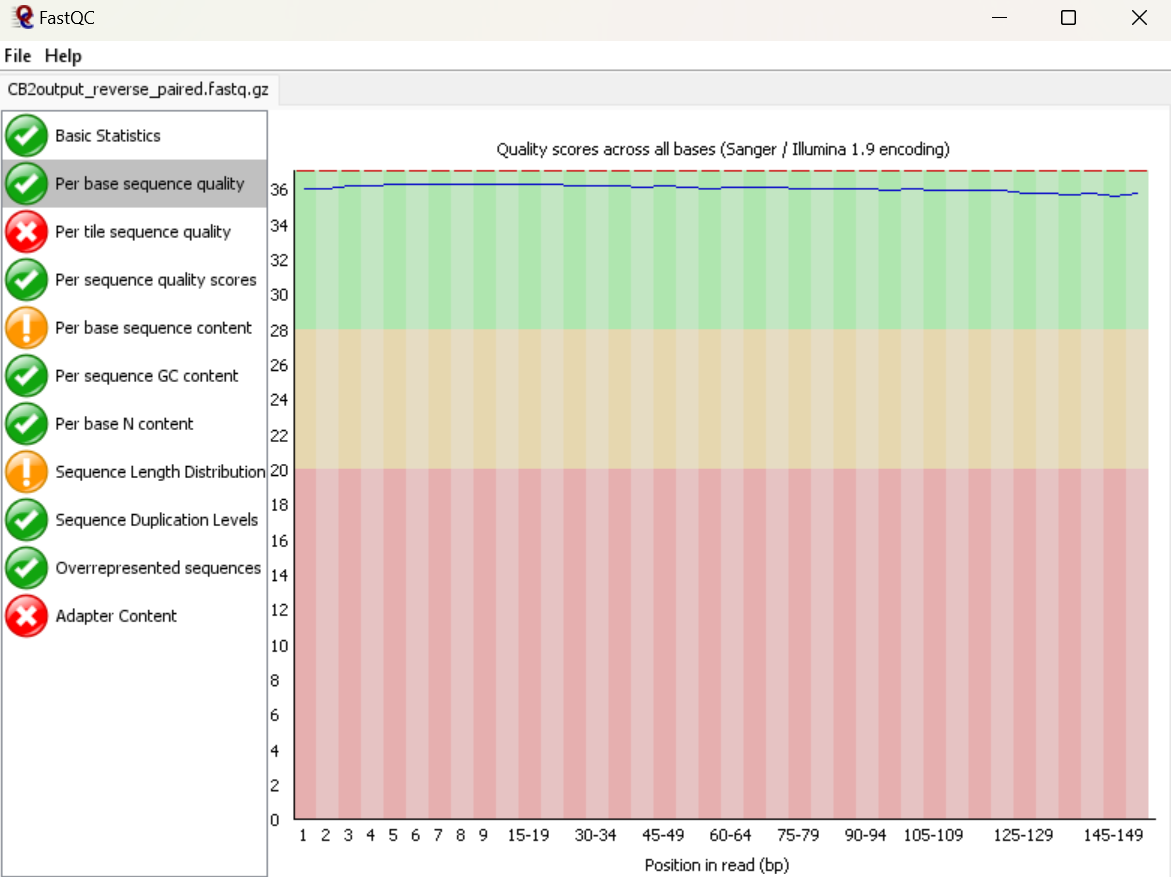 FastQC
File Help
CB2output_reverse_paired.fastq.gz
Basic Statistics
Per base sequence quality
Per tile sequence quality
Per sequence quality scores
Per base sequence content
Per sequence GC content
Per base N content
Sequence Length Distribution
Sequence Duplication Levels
Overrepresented sequences
Adapter Content
Quality scores across all bases (Sanger / Illumina 1.9 encoding)
36
34
32
30
28
26
24
22
20
18
16
14
12
10
8
6
4
2
0
1 2 3 4 5 6 7 8 9 15-19 30-34 45-49 60-64 75-79 90-94 105-109 125-129 145-149
Position in read (bp)